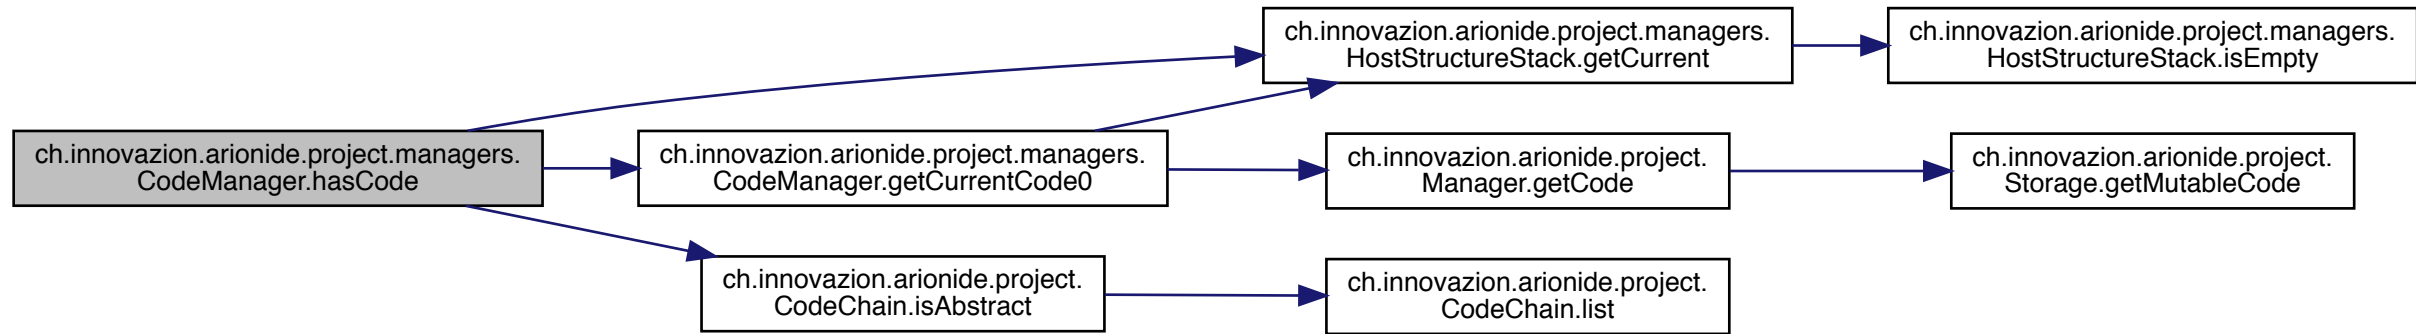 ch.innovazion.arionide.project.managers.
CodeManager.hasCode
ch.innovazion.arionide.project.managers.
CodeManager.getCurrentCode0
ch.innovazion.arionide.project.
CodeChain.isAbstract
ch.innovazion.arionide.project.managers.
HostStructureStack.getCurrent
ch.innovazion.arionide.project.
Manager.getCode
ch.innovazion.arionide.project.
CodeChain.list
ch.innovazion.arionide.project.managers.
HostStructureStack.isEmpty
ch.innovazion.arionide.project.
Storage.getMutableCode